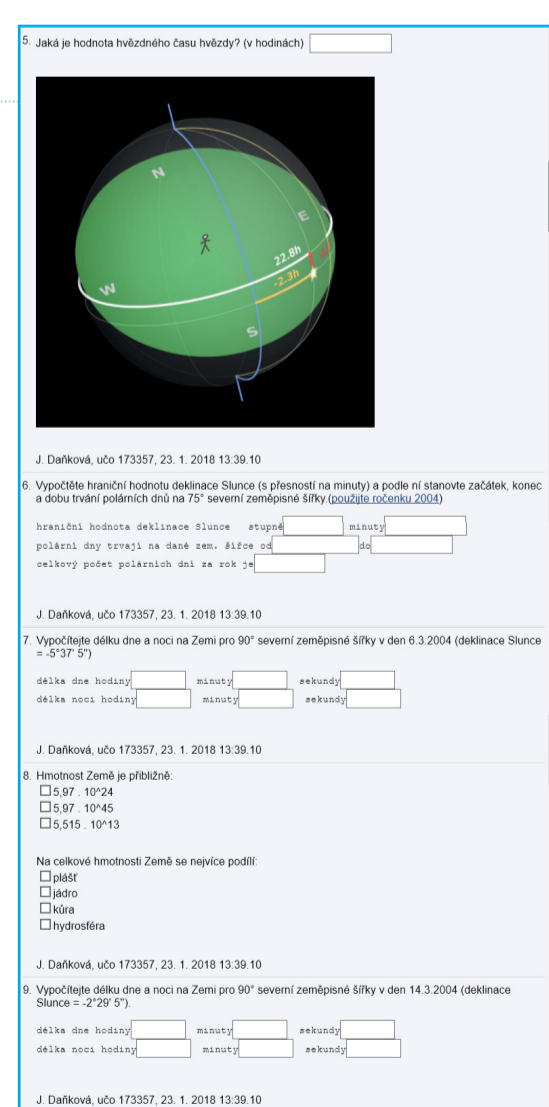 5. Jaká je hodnota hvězdného času hvězdy? (v hodinách)
N
E
22.8h
-2.3h
W
S
J. Daňková, učo 173357, 23. 1. 2018 13:39.10
6. Vypočtěte hraniční hodnotu deklinace Slunce (s přesností na minuty) a podle ní stanovte začátek, konec
a dobu trvání polárních dnů na 75° severní zeměpisné šířky.(použijte ročenku 2004)
hraniční hodnota deklinace Slunce stupně minuty
polární dny trvají na dané zem. šířce od do
celkový počet polárních dní za rok je
J. Daňková, učo 173357, 23. 1. 2018 13:39.10
7. Vypočítejte délku dne a noci na Zemi pro 90° severní zeměpisné šířky v den 6.3.2004 (deklinace Slunce
= -5°37' 5")
délka dne hodiny minuty sekundy
délka noci hodiny minuty sekundy
J. Daňková, učo 173357, 23. 1. 2018 13:39.10
8. Hmotnost Země je přibližně:
5,97 . 10^24
5,97 . 10^45
5,515 . 10^13
Na celkové hmotnosti Země se nejvíce podílí:
plášť
jádro
kůra
hydrosféra
J. Daňková, učo 173357, 23. 1. 2018 13:39.10
9. Vypočítejte délku dne a noci na Zemi pro 90° severní zeměpisné šířky v den 14.3.2004 (deklinace
Slunce = -2°29' 5").
délka dne hodiny minuty sekundy
délka noci hodiny minuty sekundy
J. Daňková, učo 173357, 23. 1. 2018 13:39.10